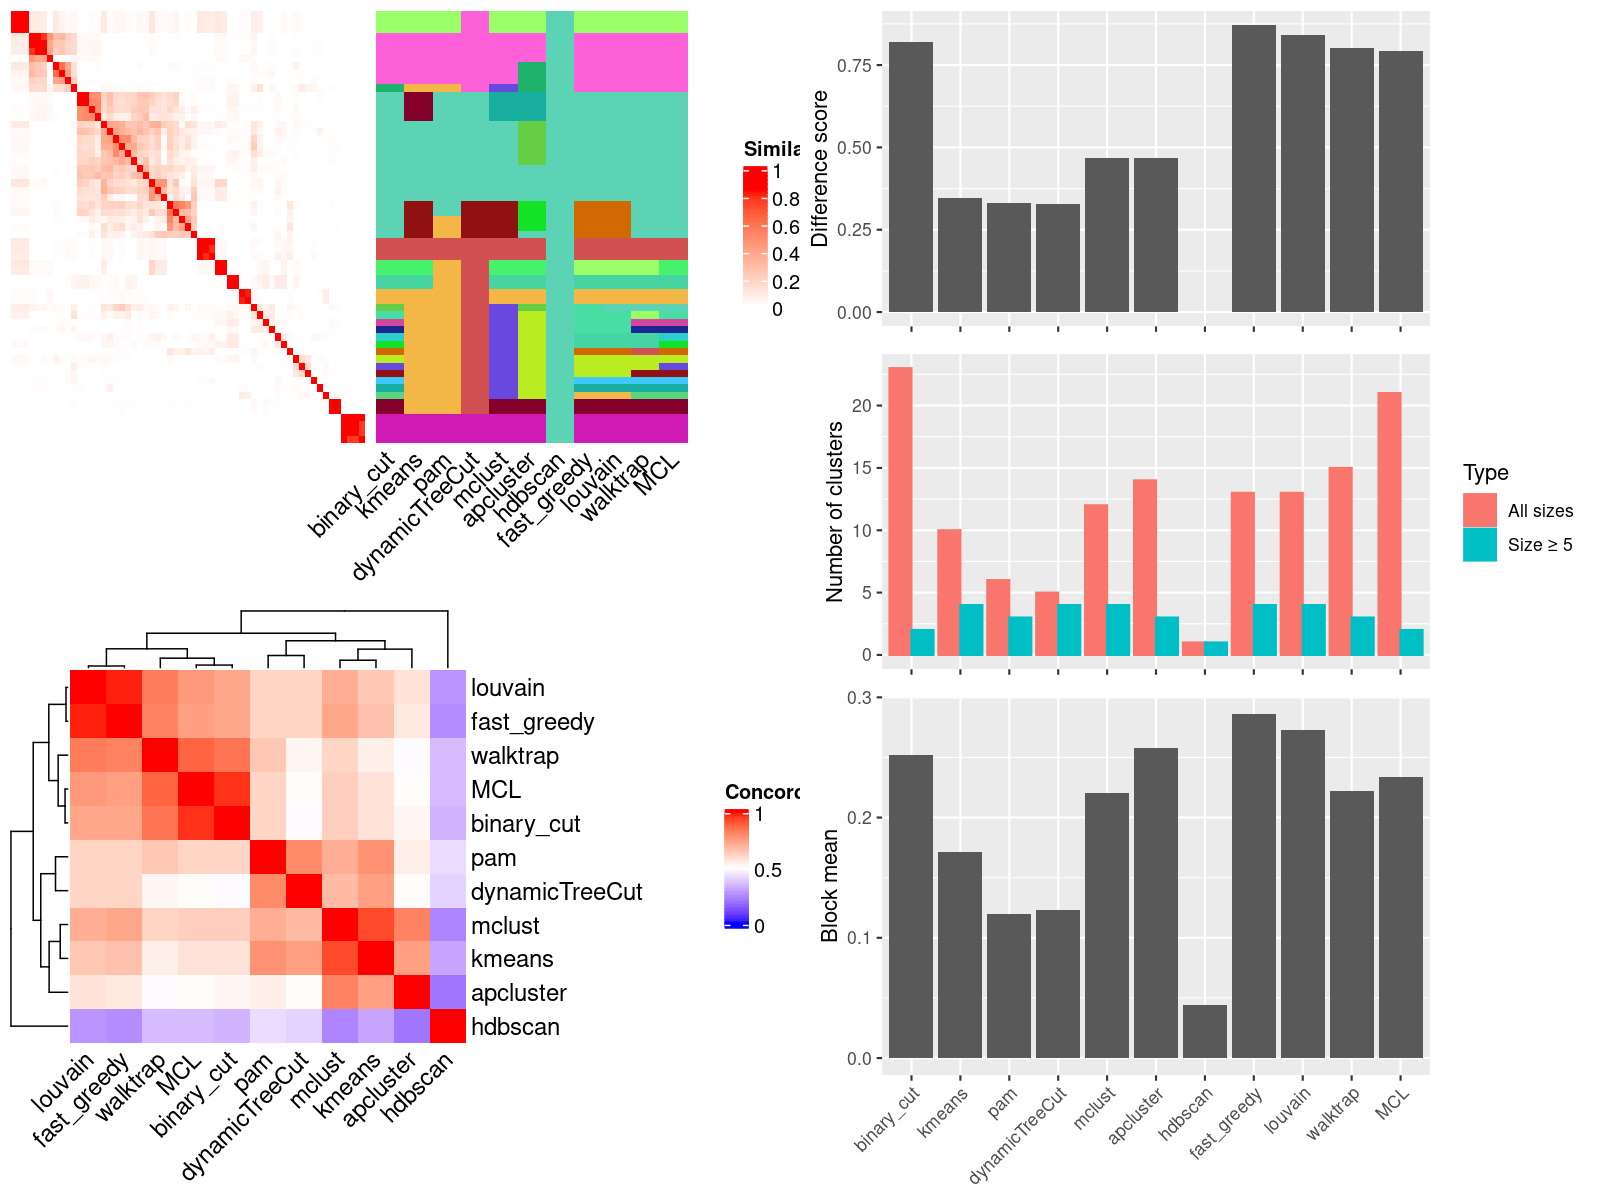 Simila
1
0.8
0.6
0.4
0.2
0
binary_cut
kmeans
pam
dynamicTreeCut
mclust
apcluster
hdbscan
fast_greedy
louvain
walktrap
MCL
louvain
fast_greedy
walktrap
MCL
binary_cut
pam
dynamicTreeCut
mclust
kmeans
apcluster
hdbscan
louvain
fast_greedy
walktrap
MCL
binary_cut
pam
dynamicTreeCut
mclust
kmeans
apcluster
hdbscan
Concord
1
0.5
0
Difference score
0.75
0.50
0.25
0.00
Number of clusters
20
15
10
5
0
Type
All sizes
Size ≥ 5
Block mean
0.3
0.2
0.1
0.0
binary_cut
kmeans
pam
dynamicTreeCut
mclust
apcluster
hdbscan
fast_greedy
louvain
walktrap
MCL